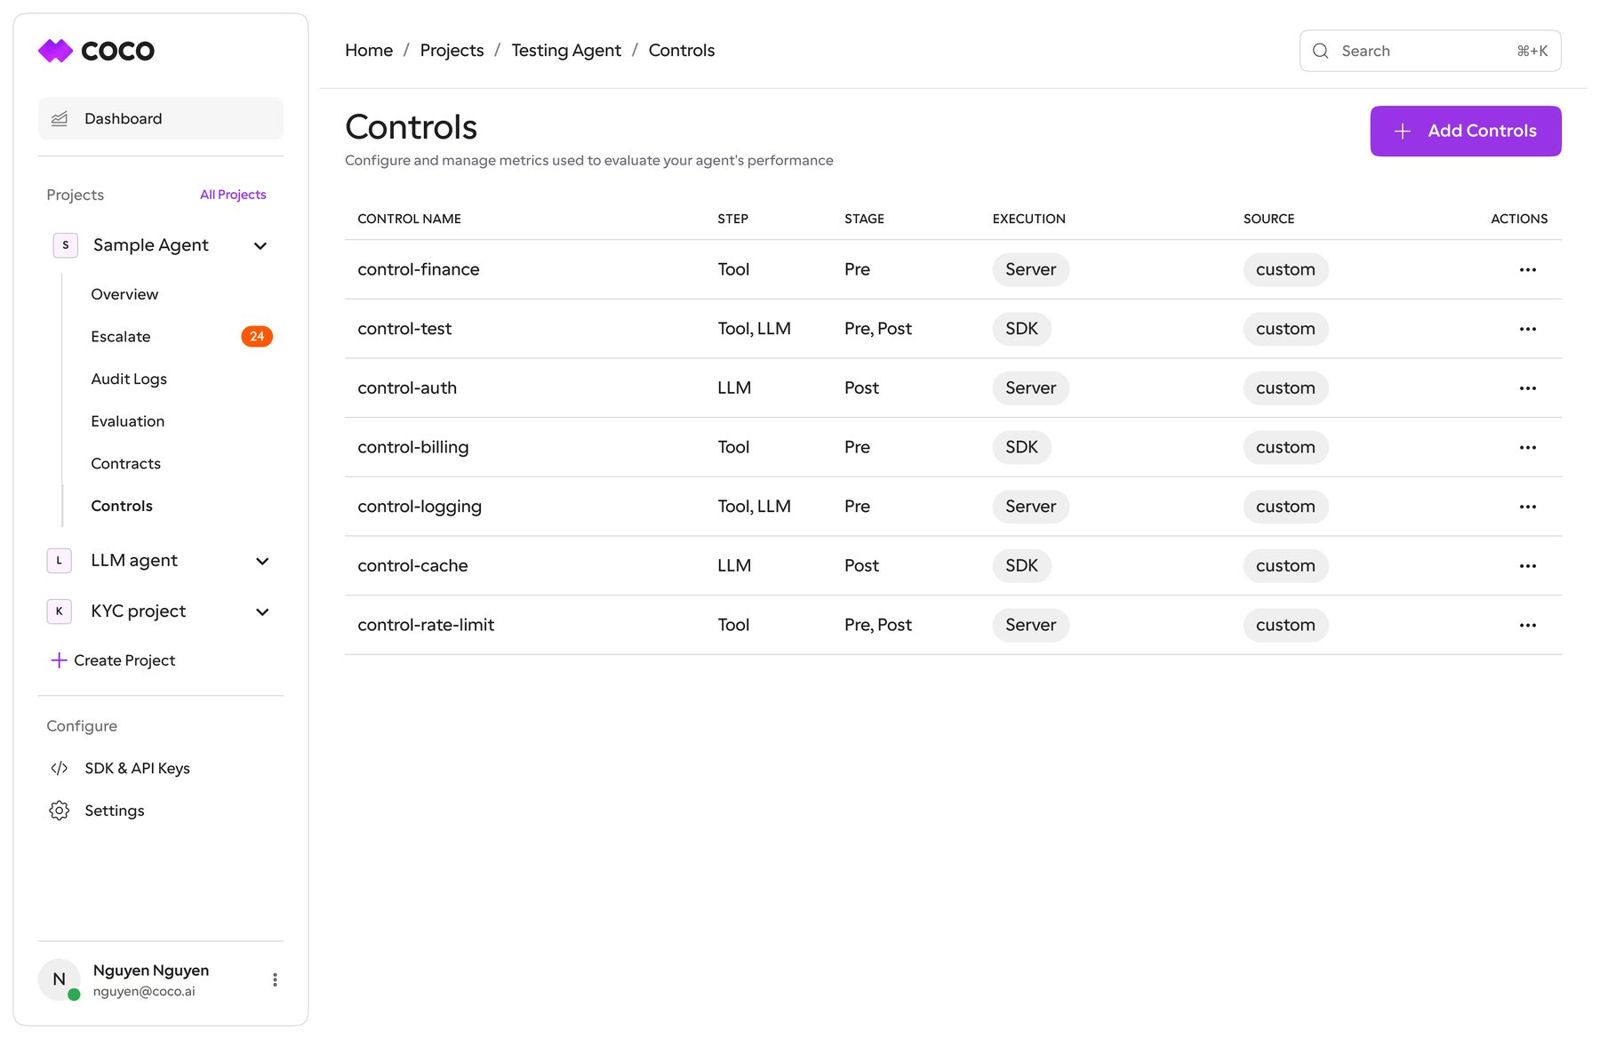 coco
Dashboard
Projects
All Projects
S
Sample Agent
Overview
Escalate
24
Audit Logs
Evaluation
Contracts
Controls
L
LLM agent
K
KYC project
Create Project
Configure
SDK & API Keys
Settings
N
Nguyen Nguyen
nguyen@coco.ai
Home / Projects / Testing Agent / Controls
Search ⌘+K
Controls
Configure and manage metrics used to evaluate your agent's performance
Add Controls
CONTROL NAME STEP STAGE EXECUTION SOURCE ACTIONS
control-finance Tool Pre Server custom
control-test Tool, LLM Pre, Post SDK custom
control-auth LLM Post Server custom
control-billing Tool Pre SDK custom
control-logging Tool, LLM Pre Server custom
control-cache LLM Post SDK custom
control-rate-limit Tool Pre, Post Server custom